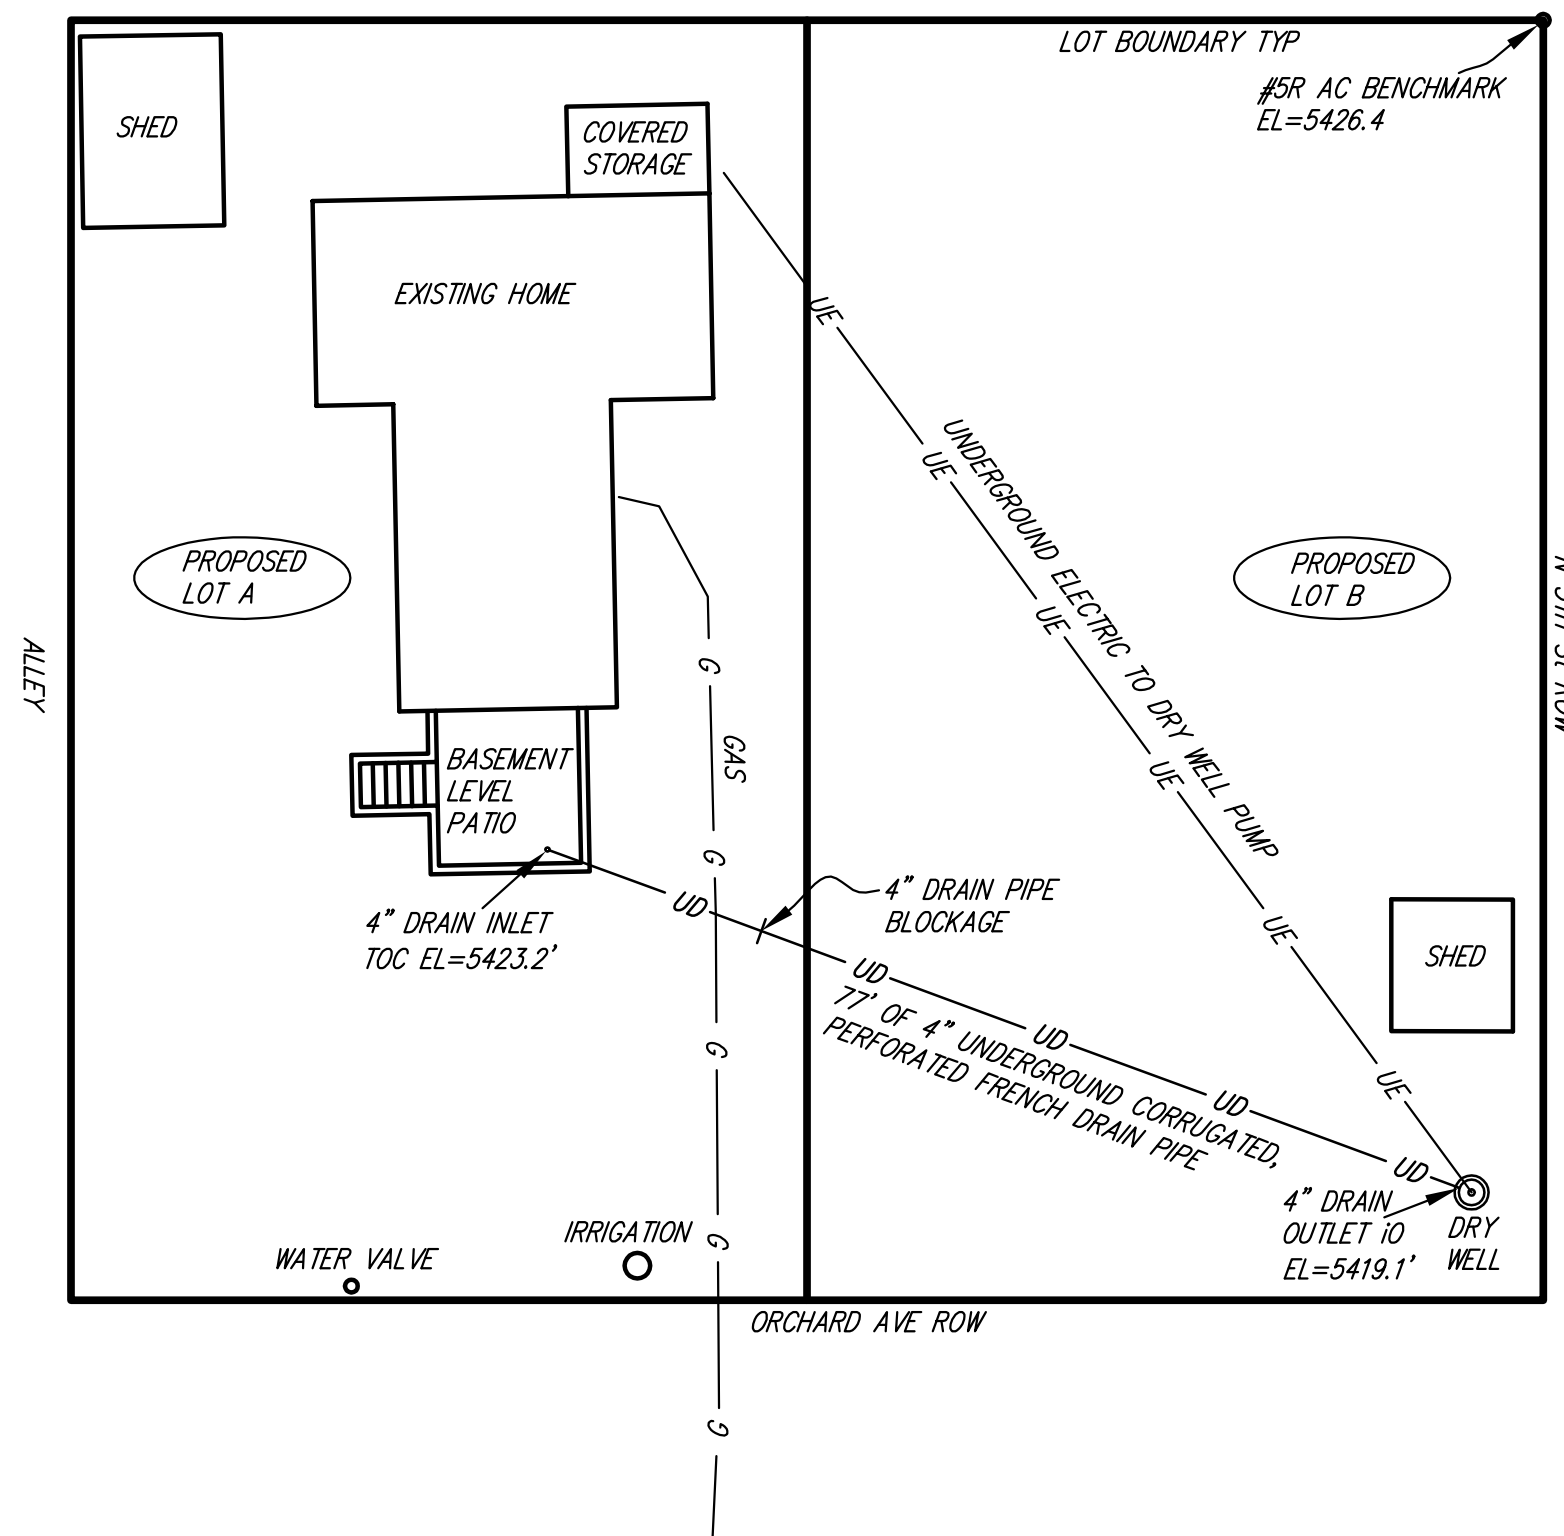 LOT BOUNDARY TYP
#5R AC BENCHMARK
EL=5426.4
SHED
COVERED
STORAGE
EXISTING HOME
UE
UE
UE
UE
UE
UE
UNDERGROUND ELECTRIC TO DRY WELL PUMP
PROPOSED
LOT A
PROPOSED
LOT B
ALLEY
G
GAS
G
G
G
G
BASEMENT
LEVEL
PATIO
4" DRAIN INLET
TOC EL=5423.2'
4" DRAIN PIPE
BLOCKAGE
UD
UD
UD
UD
UD
77' OF 4" UNDERGROUND CORRUGATED,
PERFORATED FRENCH DRAIN PIPE
SHED
4" DRAIN
OUTLET iO
EL=5419.1'
DRY
WELL
IRRIGATION
WATER VALVE
ORCHARD AVE ROW